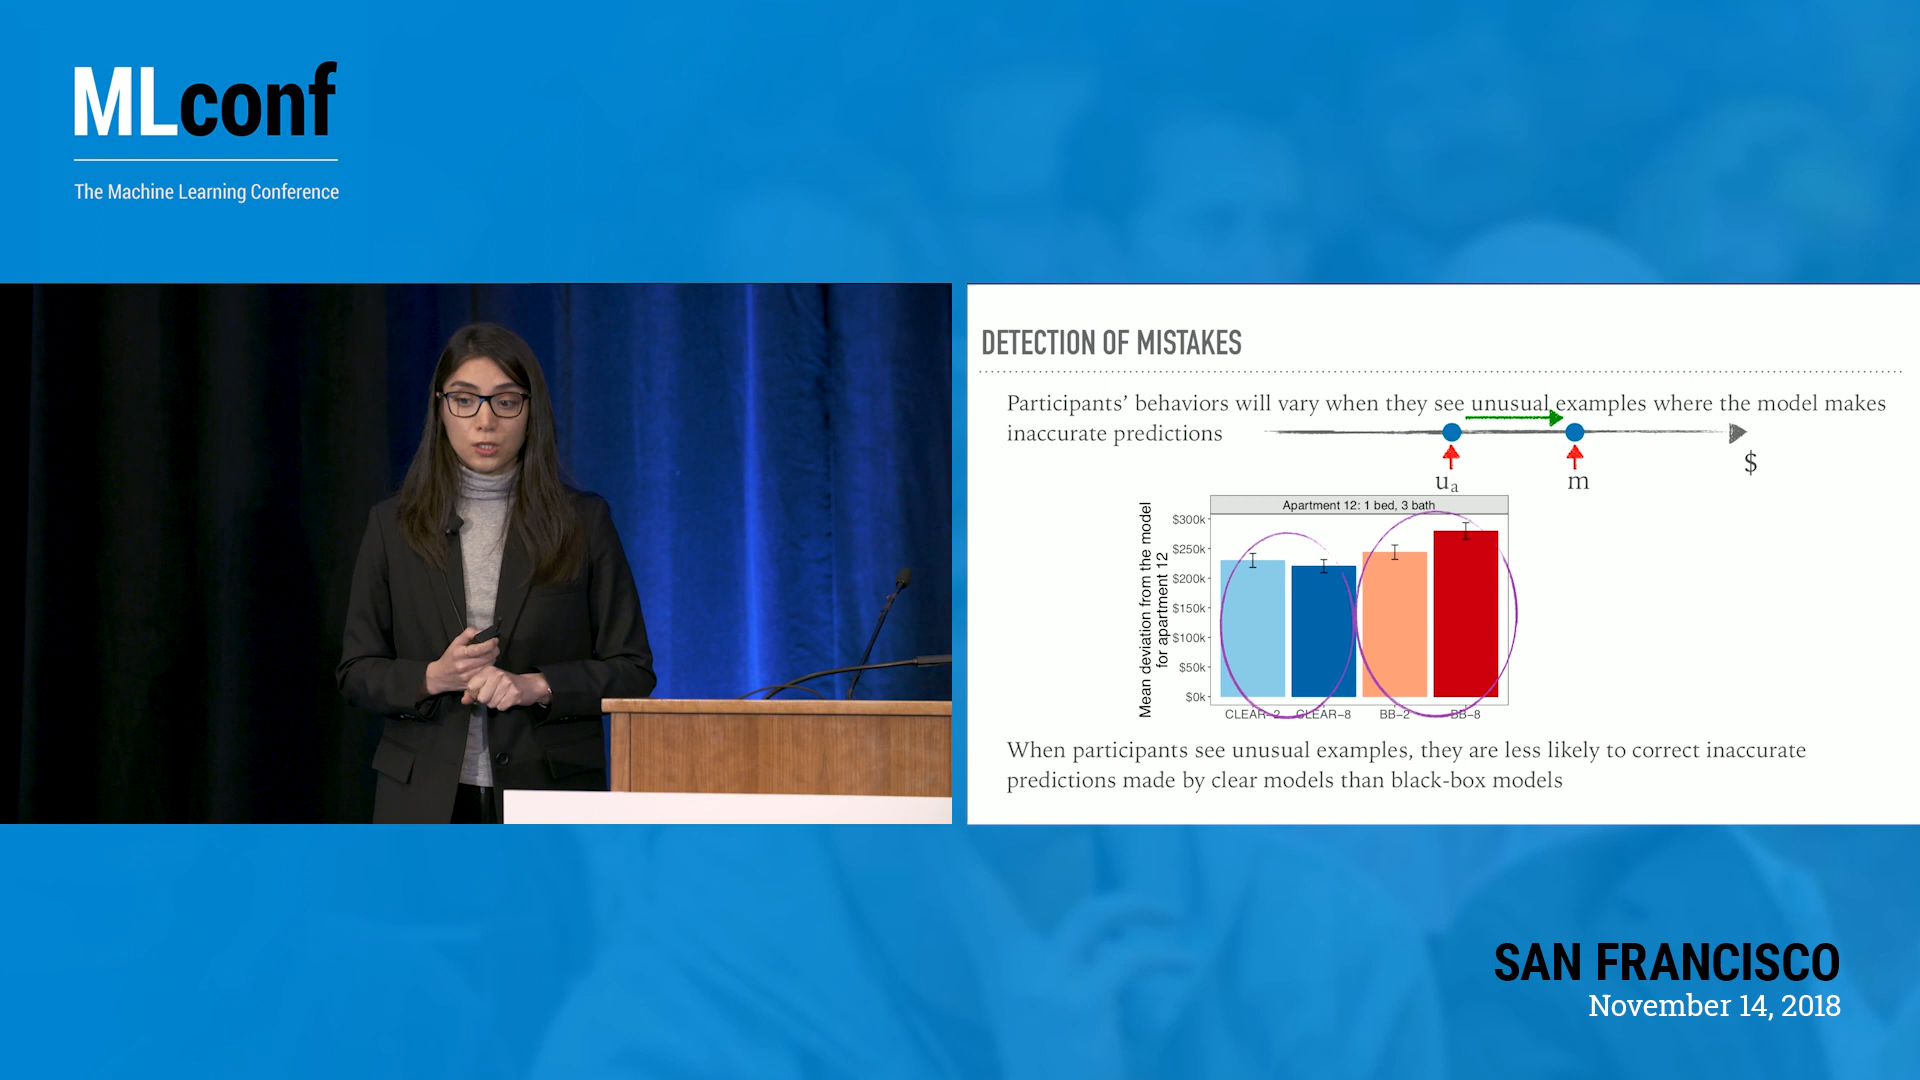 MLconf
The Machine Learning Conference
DETECTION OF MISTAKES
Participants’ behaviors will vary when they see unusual examples where the model makes
inaccurate predictions
$
uₐ
m
Apartment 12: 1 bed, 3 bath
Mean deviation from the model
for apartment 12
$300k
$250k
$200k
$150k
$100k
$50k
$0k
CLEAR–2
CLEAR–8
BB–2
BB–8
When participants see unusual examples, they are less likely to correct inaccurate
predictions made by clear models than black-box models
SAN FRANCISCO
November 14, 2018